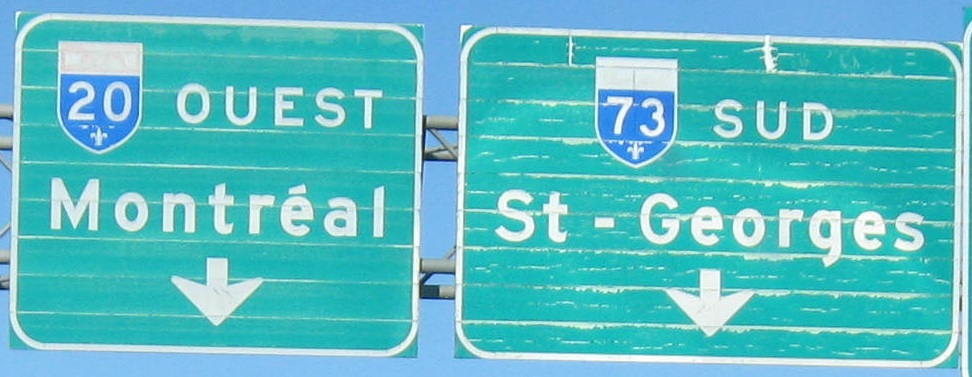 20 OUEST
Montréal
73 SUD
St-Georges